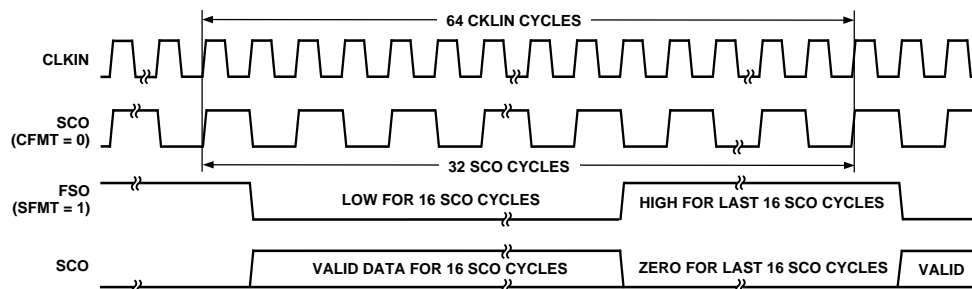 64 CKLIN CYCLES
CLKIN
SCO
(CFMT = 0)
32 SCO CYCLES
FSO
(SFMT = 1)
LOW FOR 16 SCO CYCLES
HIGH FOR LAST 16 SCO CYCLES
SCO
VALID DATA FOR 16 SCO CYCLES
ZERO FOR LAST 16 SCO CYCLES
VALID